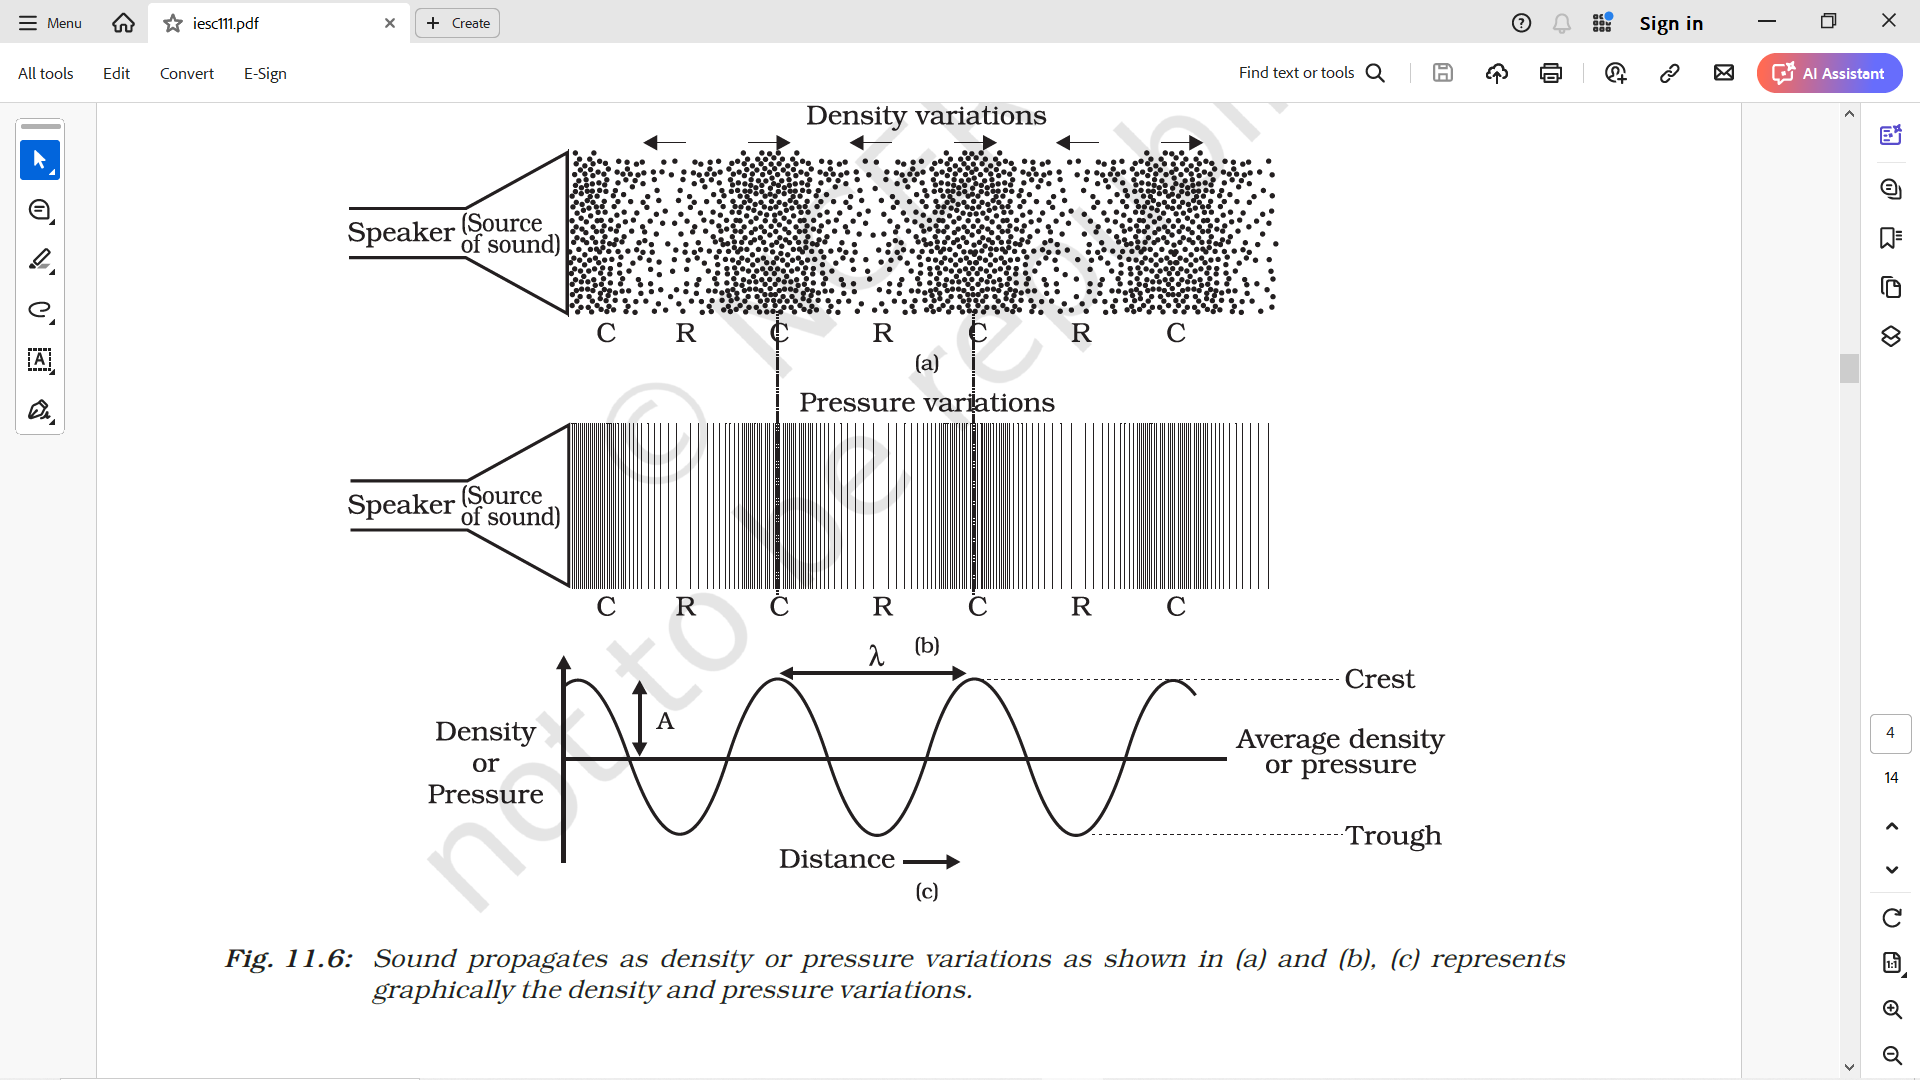 Menu
iesc111.pdf
Create
Sign in
All tools
Edit
Convert
E-Sign
Find text or tools
AI Assistant
Density variations
Speaker (Source
of sound)
C R C R C R C
(a)
Pressure variations
Speaker (Source
of sound)
C R C R C R C
(b)
λ
Crest
A
Density
or
Pressure
Average density
or pressure
Trough
Distance
(c)
Fig. 11.6: Sound propagates as density or pressure variations as shown in (a) and (b), (c) represents
graphically the density and pressure variations.
4
14
© NCER
not to be republi